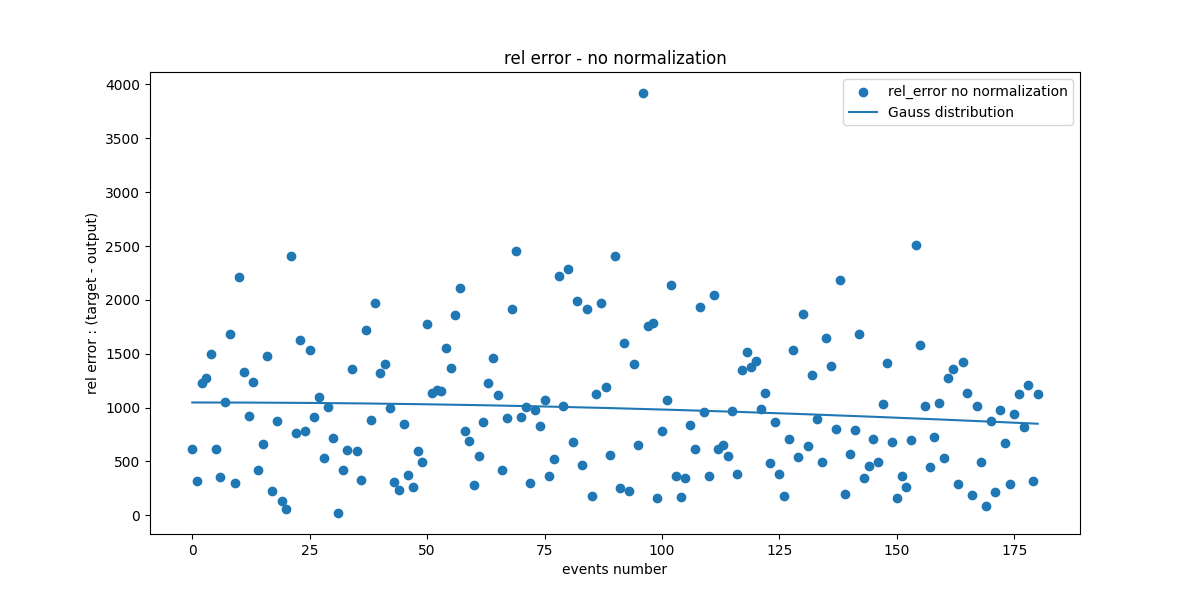 rel error - no normalization
rel_error no normalization
Gauss distribution
rel error : (target - output)
4000
3500
3000
2500
2000
1500
1000
500
0
0 25 50 75 100 125 150 175
events number